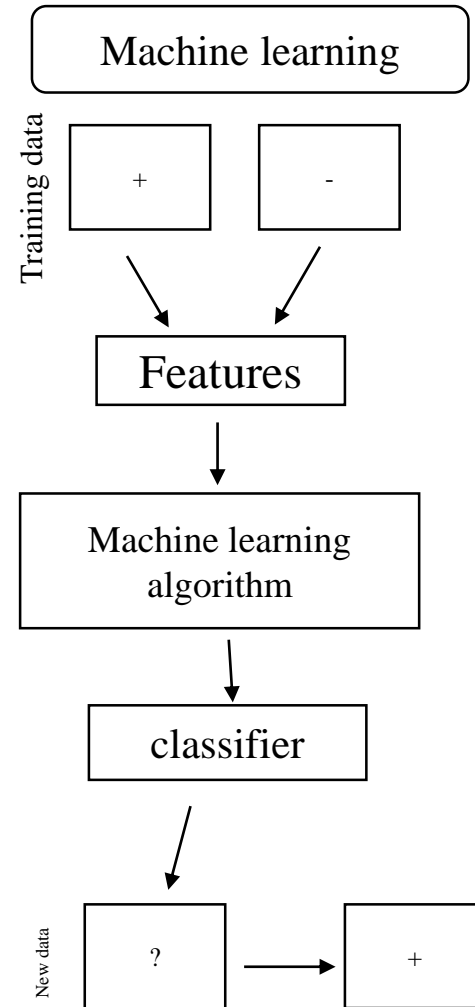 Machine learning
Training data
+
-
Features
Machine learning
algorithm
classifier
New data
?
+